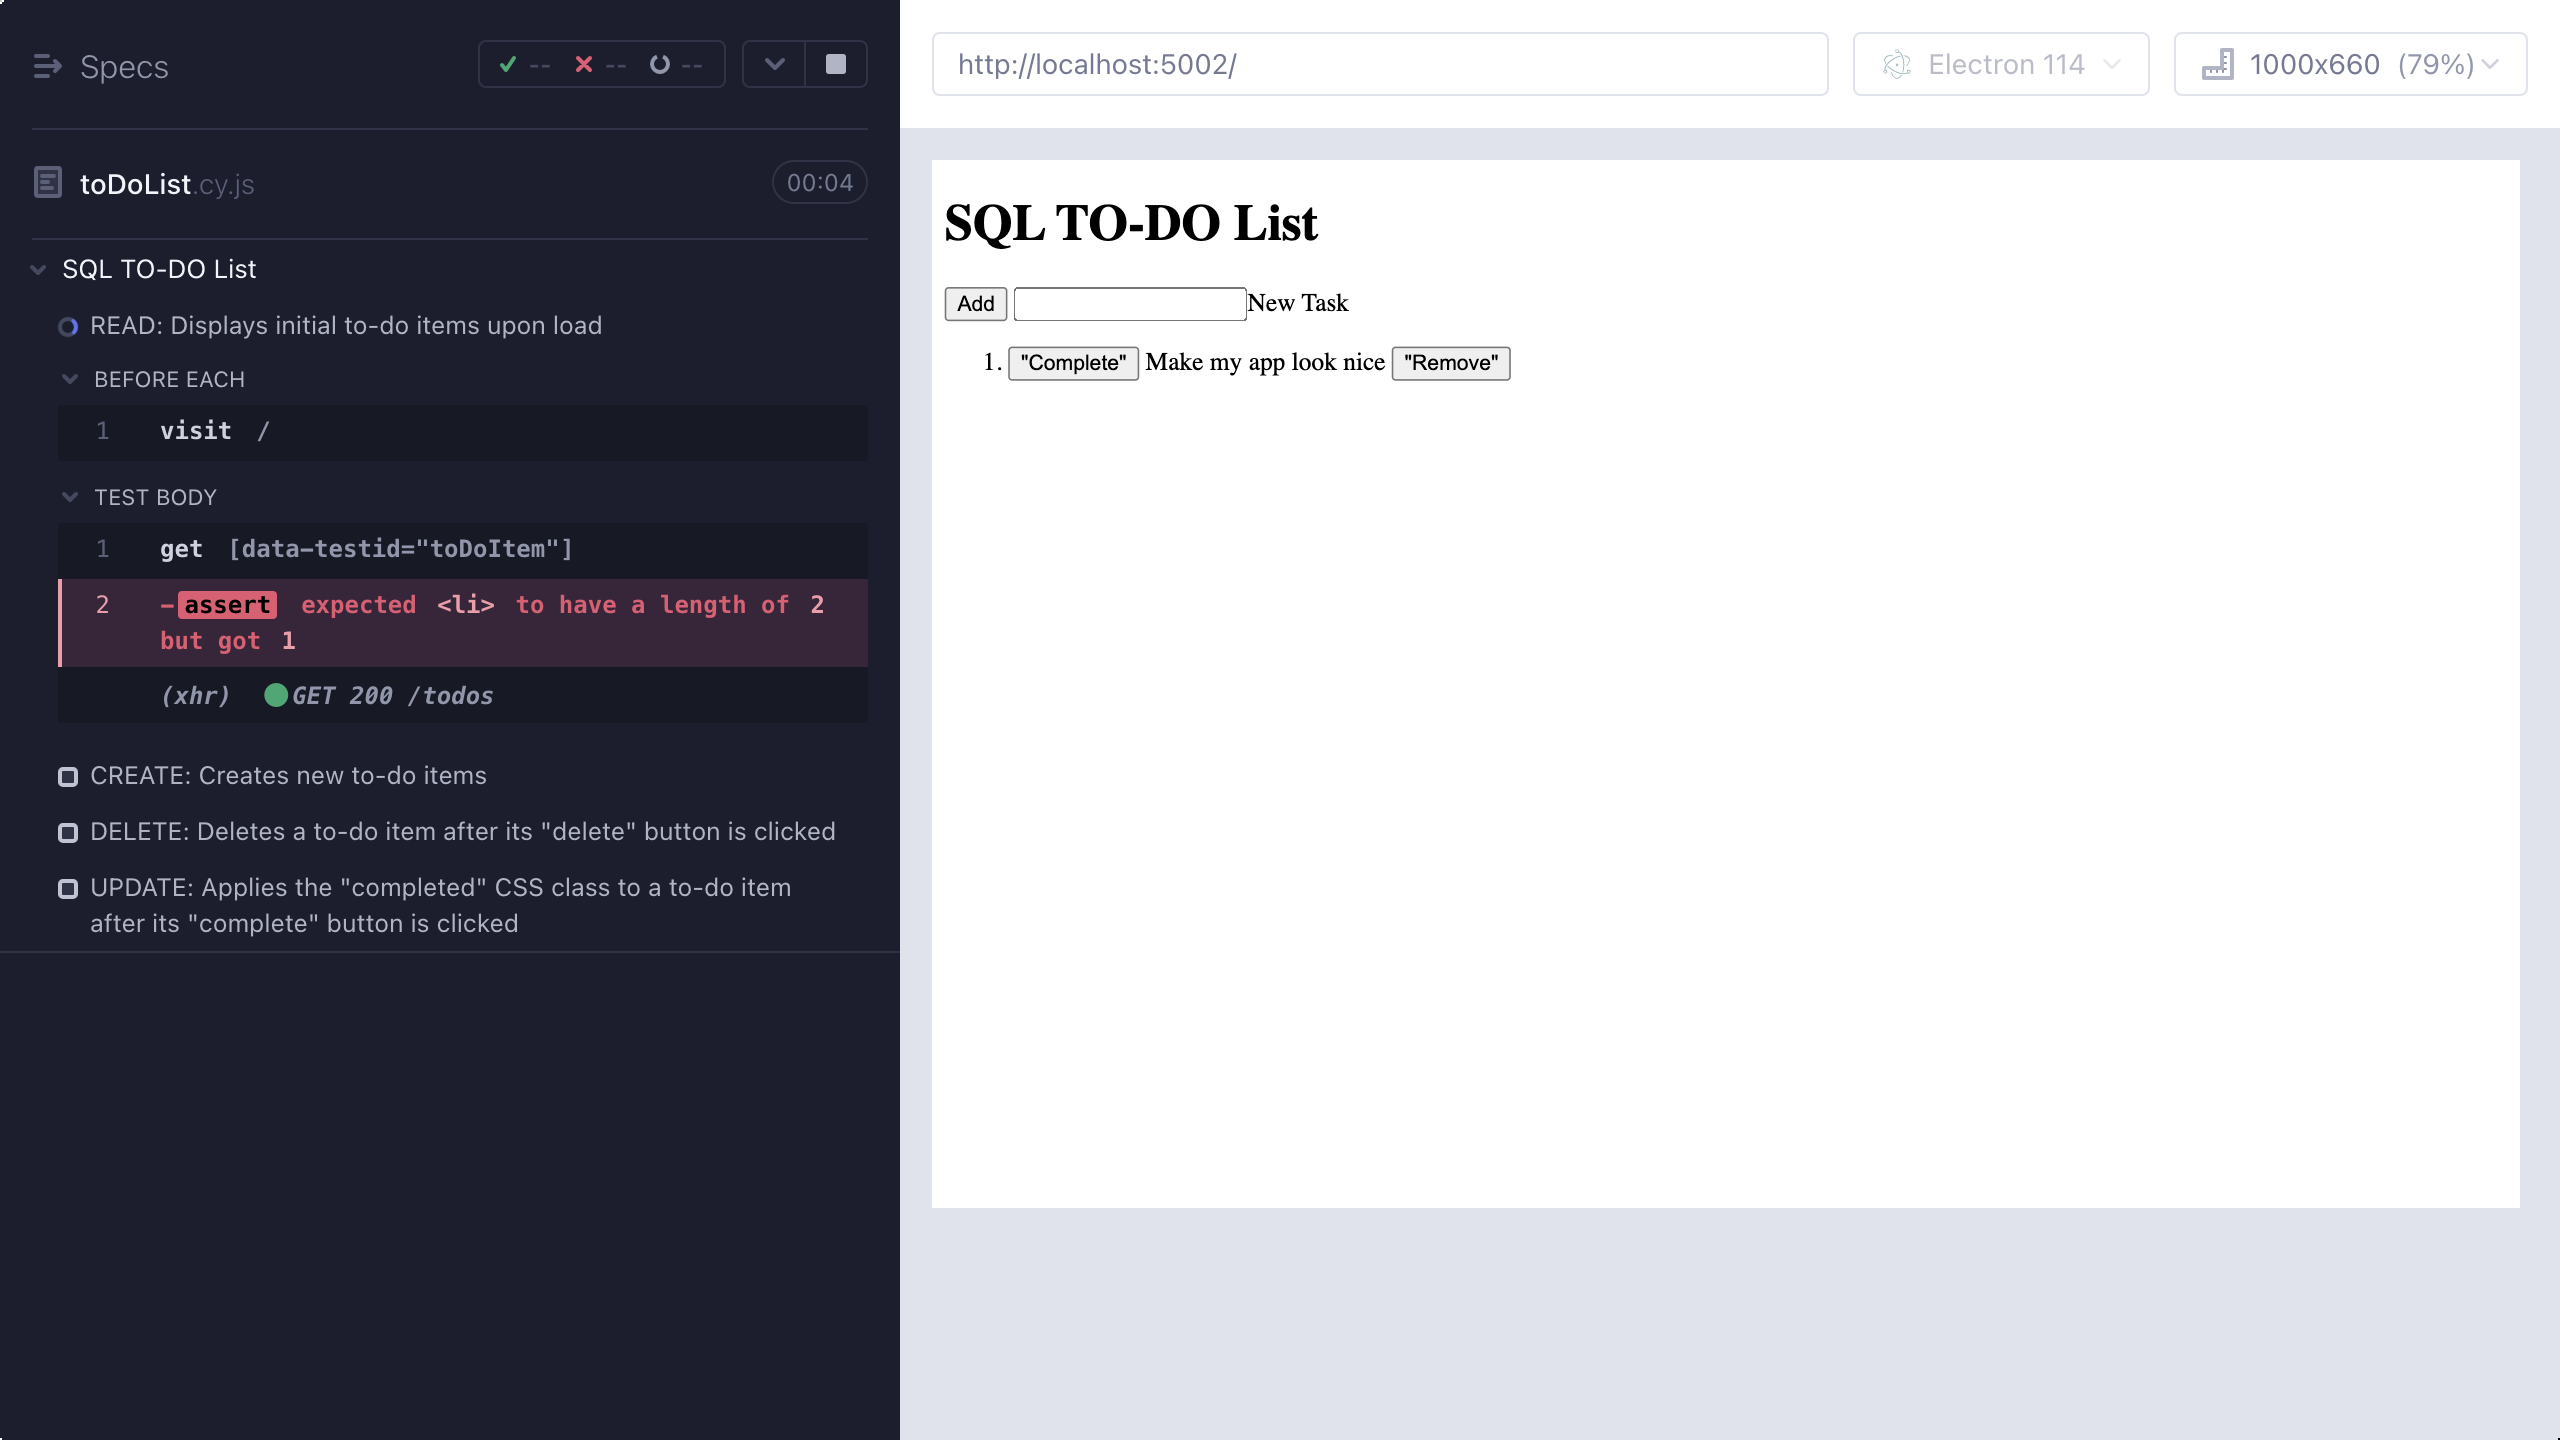 Specs
-- -- --
toDoList.cy.js
00:04
SQL TO-DO List
READ: Displays initial to-do items upon load
BEFORE EACH
1 visit /
TEST BODY
1 get [data-testid="toDoItem"]
2 -assert expected <li> to have a length of 2
but got 1
(xhr) GET 200 /todos
CREATE: Creates new to-do items
DELETE: Deletes a to-do item after its "delete" button is clicked
UPDATE: Applies the "completed" CSS class to a to-do item
after its "complete" button is clicked
http://localhost:5002/
Electron 114
1000x660 (79%)
SQL TO-DO List
Add New Task
1. "Complete" Make my app look nice "Remove"